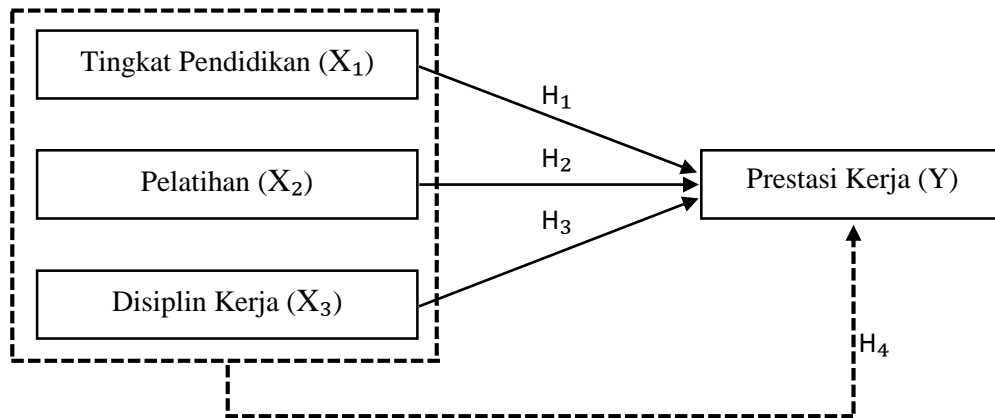 Tingkat Pendidikan (X₁)
H₁
Pelatihan (X₂)
H₂
Prestasi Kerja (Y)
H₃
Disiplin Kerja (X₃)
H₄